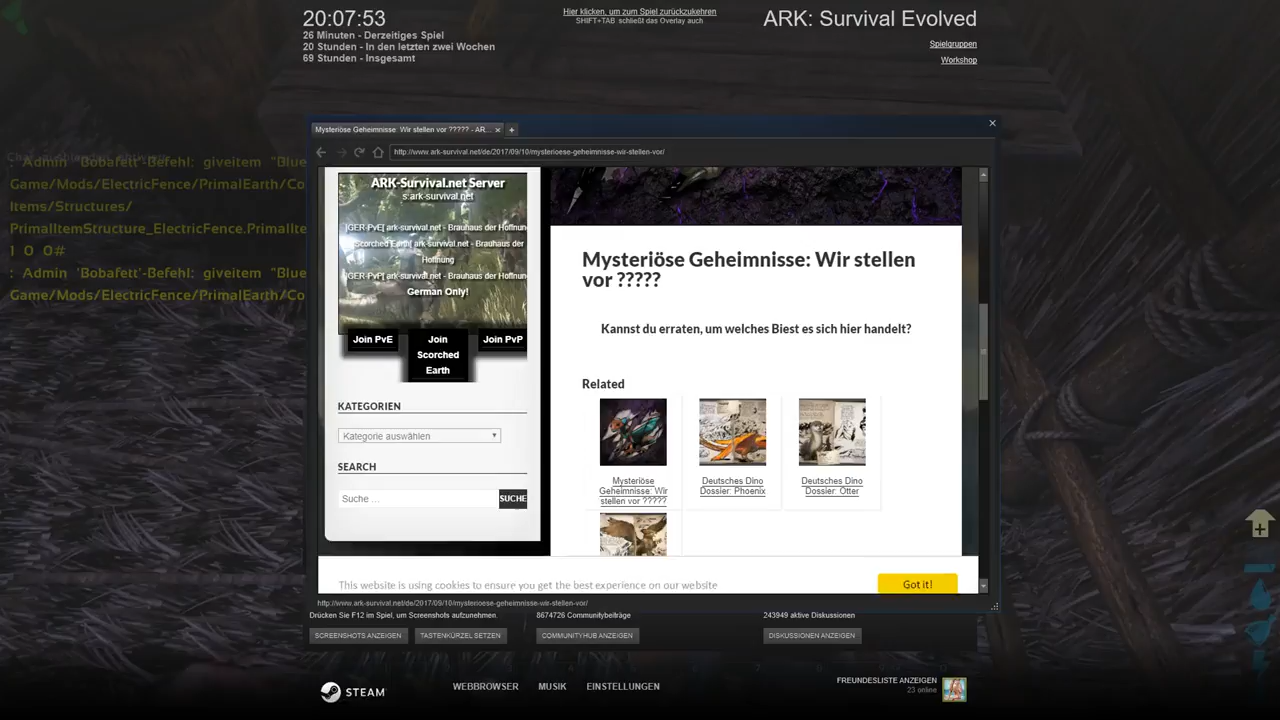 20:07:53
26 Minuten - Derzeitiges Spiel
20 Stunden - In den letzten zwei Wochen
69 Stunden - Insgesamt
Hier klicken, um zum Spiel zurückzukehren
SHIFT+TAB schließt das Overlay auch
ARK: Survival Evolved
Spielgruppen
Workshop
Mysteriöse Geheimnisse: Wir stellen vor ????? - AR...
http://www.ark-survival.net/de/2017/09/10/mysterioese-geheimnisse-wir-stellen-vor/
: Admin 'Bobafett'-Befehl: giveitem "Blue
Game/Mods/ElectricFence/PrimalEarth/Co
Items/Structures/
PrimalItemStructure_ElectricFence.PrimalIte
1 0 0#
: Admin 'Bobafett'-Befehl: giveitem "Blue
Game/Mods/ElectricFence/PrimalEarth/Co
ARK-Survival.net Server
s:ark-survival.net
[GER-PvE[ ark-survival.net - Brauhaus der Hoffnun
Scorched Earth[ ark-survival.net - Brauhaus der
Hoffnung
[GER-PvP[ ark-survival.net - Brauhaus der Hoffnun
German Only!
Join PvE
Join
Scorched
Earth
Join PvP
KATEGORIEN
Kategorie auswählen
SEARCH
Suche …
SUCHE
Mysteriöse Geheimnisse: Wir stellen
vor ?????
Kannst du erraten, um welches Biest es sich hier handelt?
Related
Mysteriöse
Geheimnisse: Wir
stellen vor ?????
Deutsches Dino
Dossier: Phoenix
Deutsches Dino
Dossier: Otter
This website is using cookies to ensure you get the best experience on our website
Got it!
http://www.ark-survival.net/de/2017/09/10/mysterioese-geheimnisse-wir-stellen-vor/
Drücken Sie F12 im Spiel, um Screenshots aufzunehmen.
8674726 Communitybeiträge
243949 aktive Diskussionen
SCREENSHOTS ANZEIGEN
TASTENKÜRZEL SETZEN
COMMUNITYHUB ANZEIGEN
DISKUSSIONEN ANZEIGEN
STEAM
WEBBROWSER
MUSIK
EINSTELLUNGEN
FREUNDESLISTE ANZEIGEN
23 online